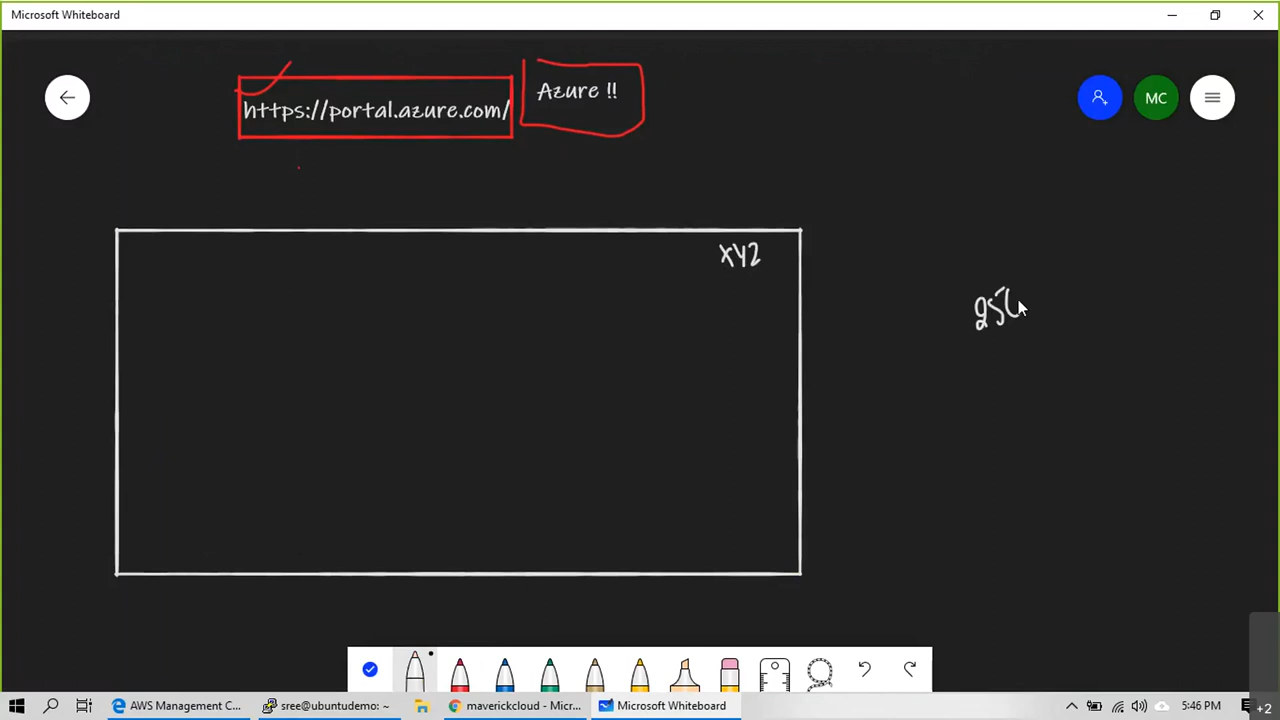 Microsoft Whiteboard
https://portal.azure.com/
Azure !!
MC
XYZ
AWS Management C...
sree@ubuntudemo: ~
maverickcloud - Micr...
Microsoft Whiteboard
5:46 PM
+2